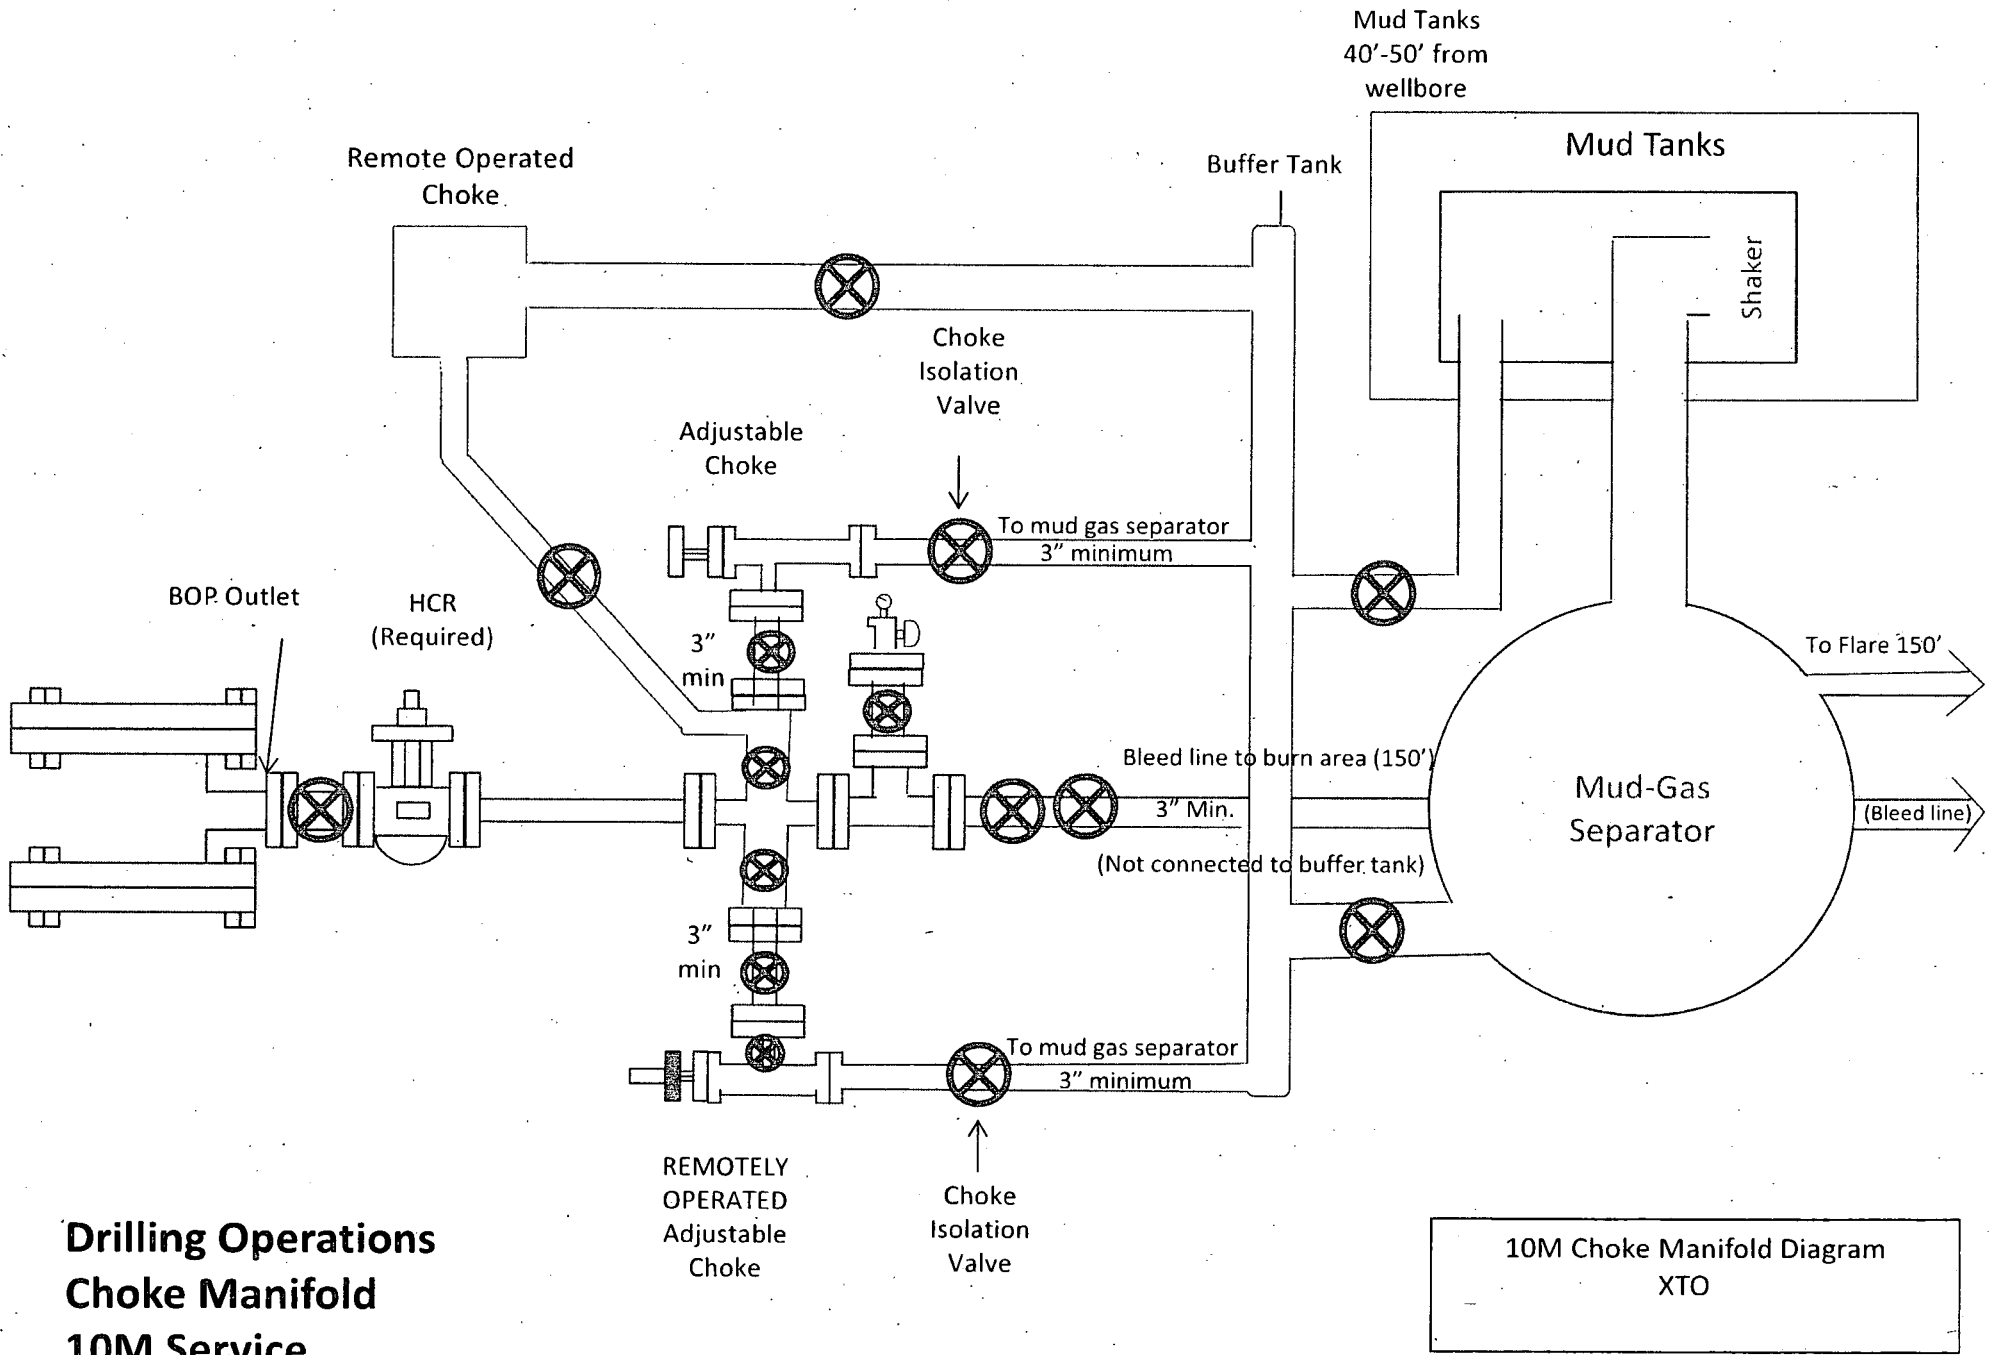 Mud Tanks
40'-50' from
wellbore
Mud Tanks
Shaker
Remote Operated
Choke
Buffer Tank
Choke
Isolation
Valve
Adjustable
Choke
To mud gas separator
3" minimum
BOP Outlet
HCR
(Required)
3"
min
To Flare 150'
Bleed line to burn area (150')
3" Min.
(Not connected to buffer tank)
Mud-Gas
Separator
(Bleed line)
3"
min
To mud gas separator
3" minimum
REMOTELY
OPERATED
Adjustable
Choke
Choke
Isolation
Valve
Drilling Operations
Choke Manifold
10M Service
10M Choke Manifold Diagram
XTO